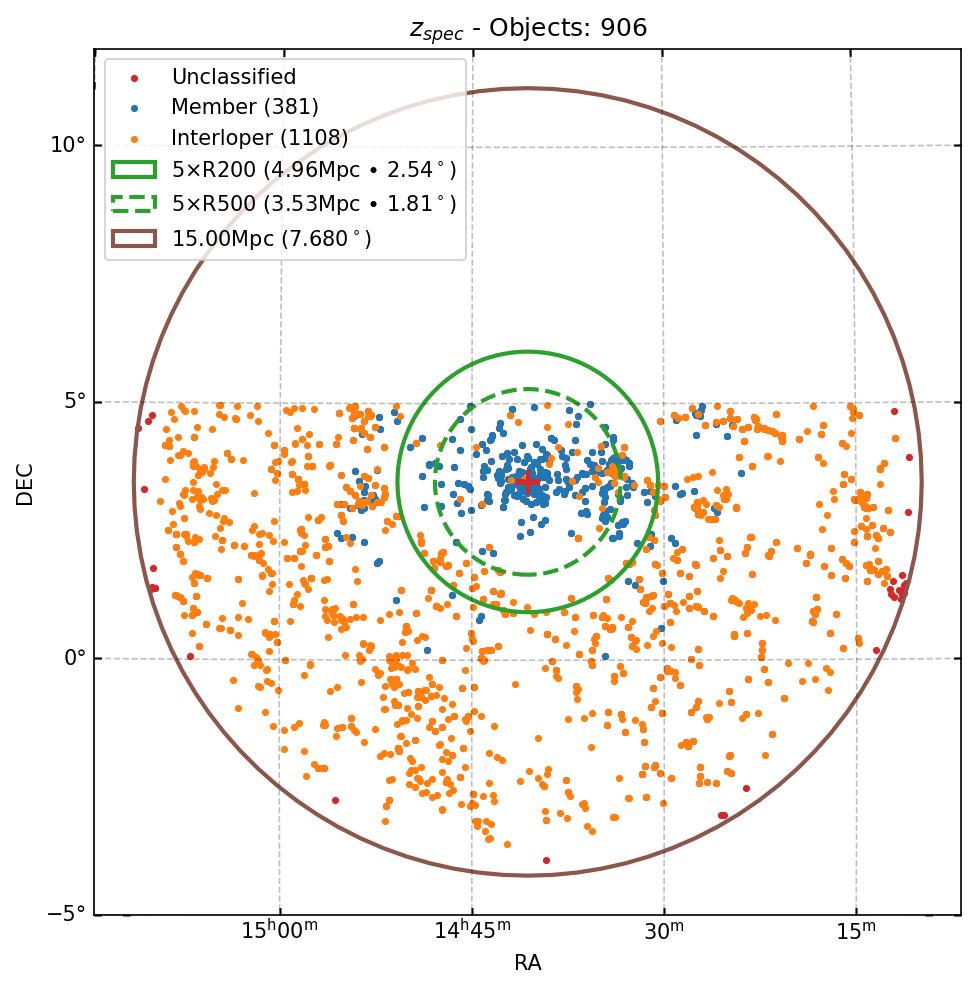 z_spec - Objects: 906
Unclassified
Member (381)
Interloper (1108)
5×R200 (4.96Mpc • 2.54°)
5×R500 (3.53Mpc • 1.81°)
15.00Mpc (7.680°)
10°
5°
0°
−5°
DEC
15ʰ00ᵐ 14ʰ45ᵐ 30ᵐ 15ᵐ
RA